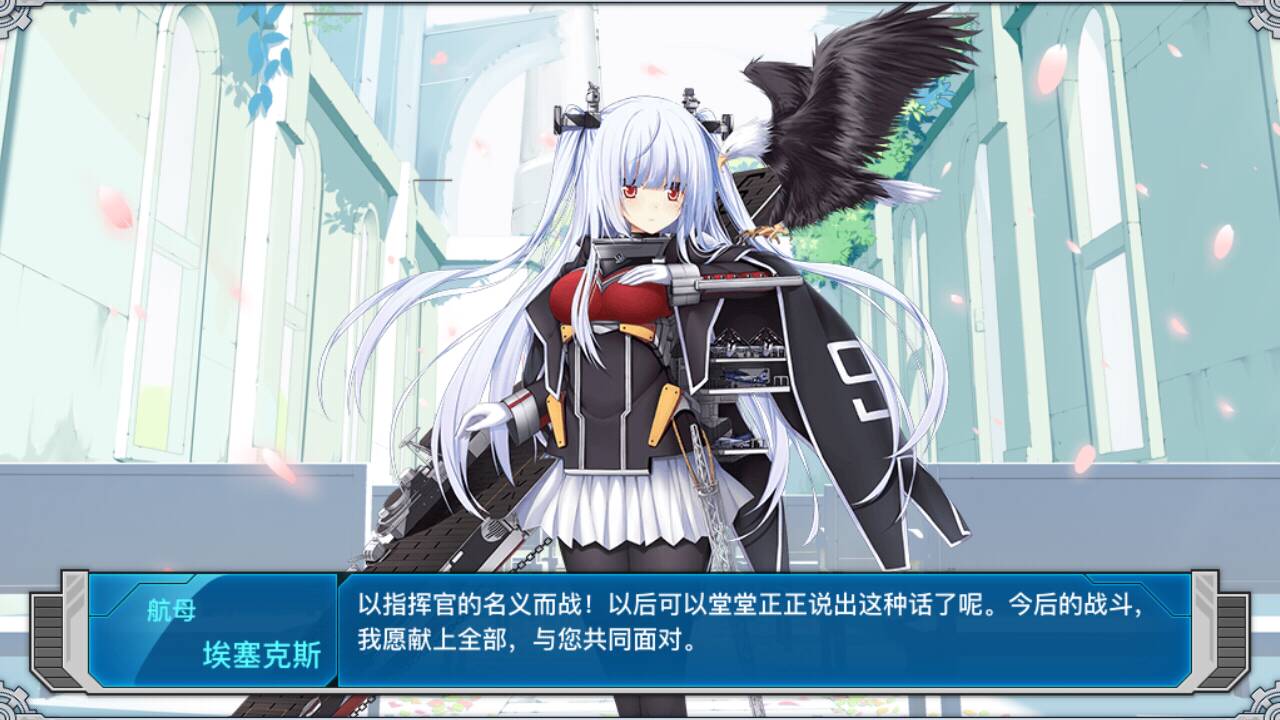 9
航母
埃塞克斯
以指挥官的名义而战！以后可以堂堂正正说出这种话了呢。今后的战斗，
我愿献上全部，与您共同面对。